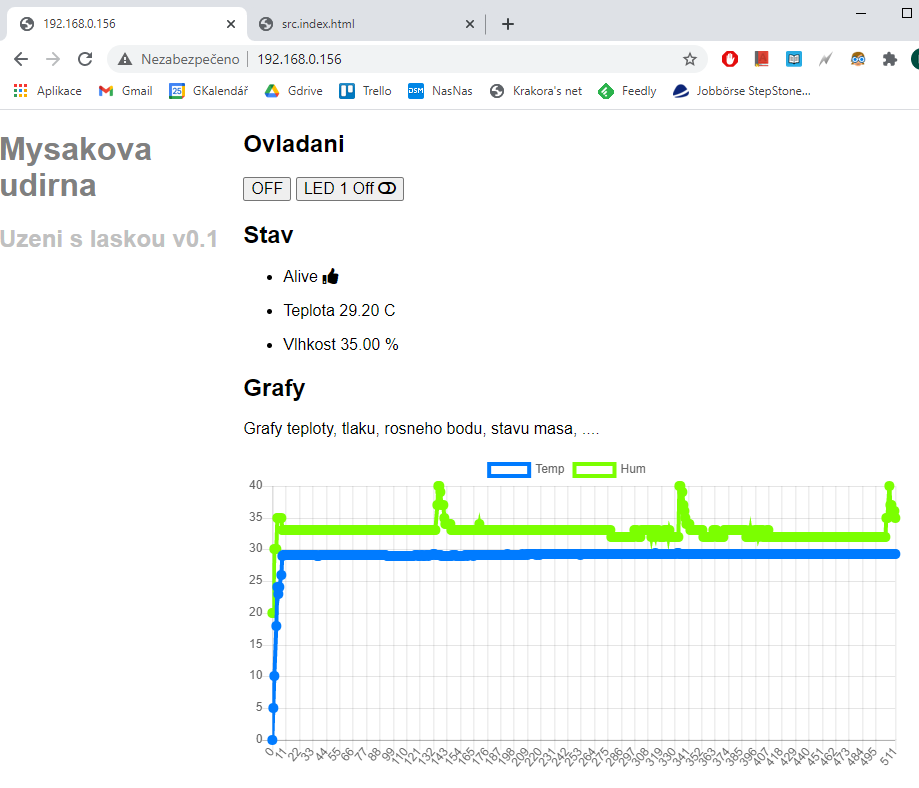 192.168.0.156
src.index.html
Nezabezpečeno | 192.168.0.156
Aplikace Gmail 25 GKalendář Gdrive Trello DSM NasNas Krakora's net Feedly Jobbörse StepStone...
Mysakova
udirna
Uzeni s laskou v0.1
Ovladani
OFF LED 1 Off
Stav
Alive
Teplota 29.20 C
Vlhkost 35.00 %
Grafy
Grafy teploty, tlaku, rosneho bodu, stavu masa, ....
Temp Hum
40
35
30
25
20
15
10
5
0
0 11 22 33 44 55 66 77 88 99 110 121 132 143 154 165 176 187 198 209 220 231 242 253 264 275 286 297 308 319 330 341 352 363 374 385 396 407 418 429 440 451 462 473 484 495 511